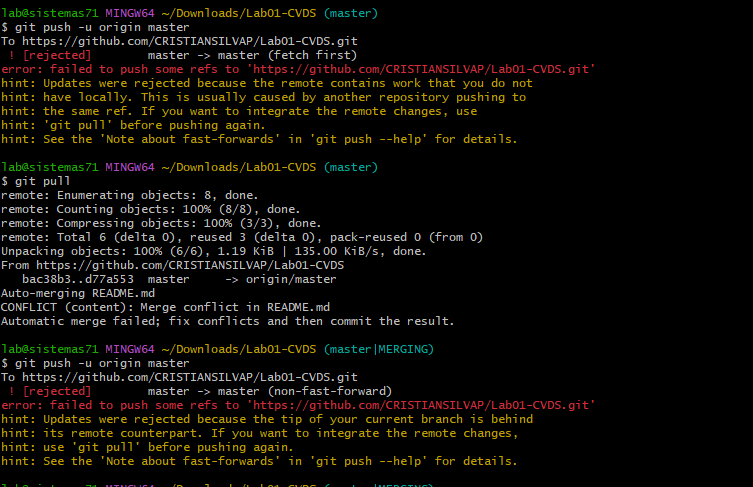 lab@sistemas71 MINGW64 ~/Downloads/Lab01-CVDS (master)
$ git push -u origin master
To https://github.com/CRISTIANSILVAP/Lab01-CVDS.git
 ! [rejected]        master -> master (fetch first)
error: failed to push some refs to 'https://github.com/CRISTIANSILVAP/Lab01-CVDS.git'
hint: Updates were rejected because the remote contains work that you do not
hint: have locally. This is usually caused by another repository pushing to
hint: the same ref. If you want to integrate the remote changes, use
hint: 'git pull' before pushing again.
hint: See the 'Note about fast-forwards' in 'git push --help' for details.

lab@sistemas71 MINGW64 ~/Downloads/Lab01-CVDS (master)
$ git pull
remote: Enumerating objects: 8, done.
remote: Counting objects: 100% (8/8), done.
remote: Compressing objects: 100% (3/3), done.
remote: Total 6 (delta 0), reused 3 (delta 0), pack-reused 0 (from 0)
Unpacking objects: 100% (6/6), 1.19 KiB | 135.00 KiB/s, done.
From https://github.com/CRISTIANSILVAP/Lab01-CVDS
   bac38b3..d77a553  master     -> origin/master
Auto-merging README.md
CONFLICT (content): Merge conflict in README.md
Automatic merge failed; fix conflicts and then commit the result.

lab@sistemas71 MINGW64 ~/Downloads/Lab01-CVDS (master|MERGING)
$ git push -u origin master
To https://github.com/CRISTIANSILVAP/Lab01-CVDS.git
 ! [rejected]        master -> master (non-fast-forward)
error: failed to push some refs to 'https://github.com/CRISTIANSILVAP/Lab01-CVDS.git'
hint: Updates were rejected because the tip of your current branch is behind
hint: its remote counterpart. If you want to integrate the remote changes,
hint: use 'git pull' before pushing again.
hint: See the 'Note about fast-forwards' in 'git push --help' for details.

lab@sistemas71 MINGW64 ~/Downloads/Lab01-CVDS (master|MERGING)